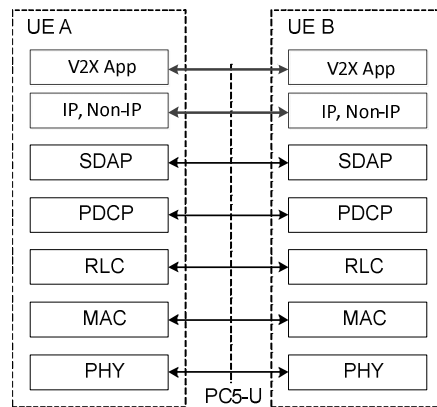 UE A
UE B
V2X App
V2X App
IP, Non-IP
IP, Non-IP
SDAP
SDAP
PDCP
PDCP
RLC
RLC
MAC
MAC
PHY
PHY
PC5-U